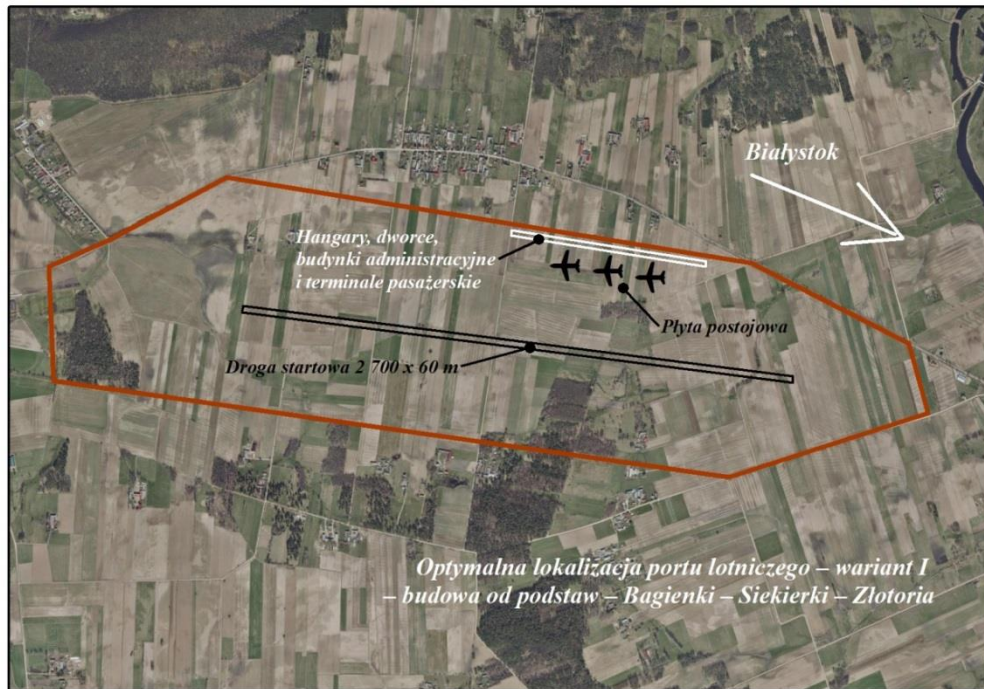 Białystok
Hangary, dworce,
budynki administracyjne
i terminale pasażerskie
Płyta postojowa
Droga startowa 2 700 x 60 m
Optymalna lokalizacja portu lotniczego – wariant I
– budowa od podstaw – Bagienki – Siekierki – Złotoria